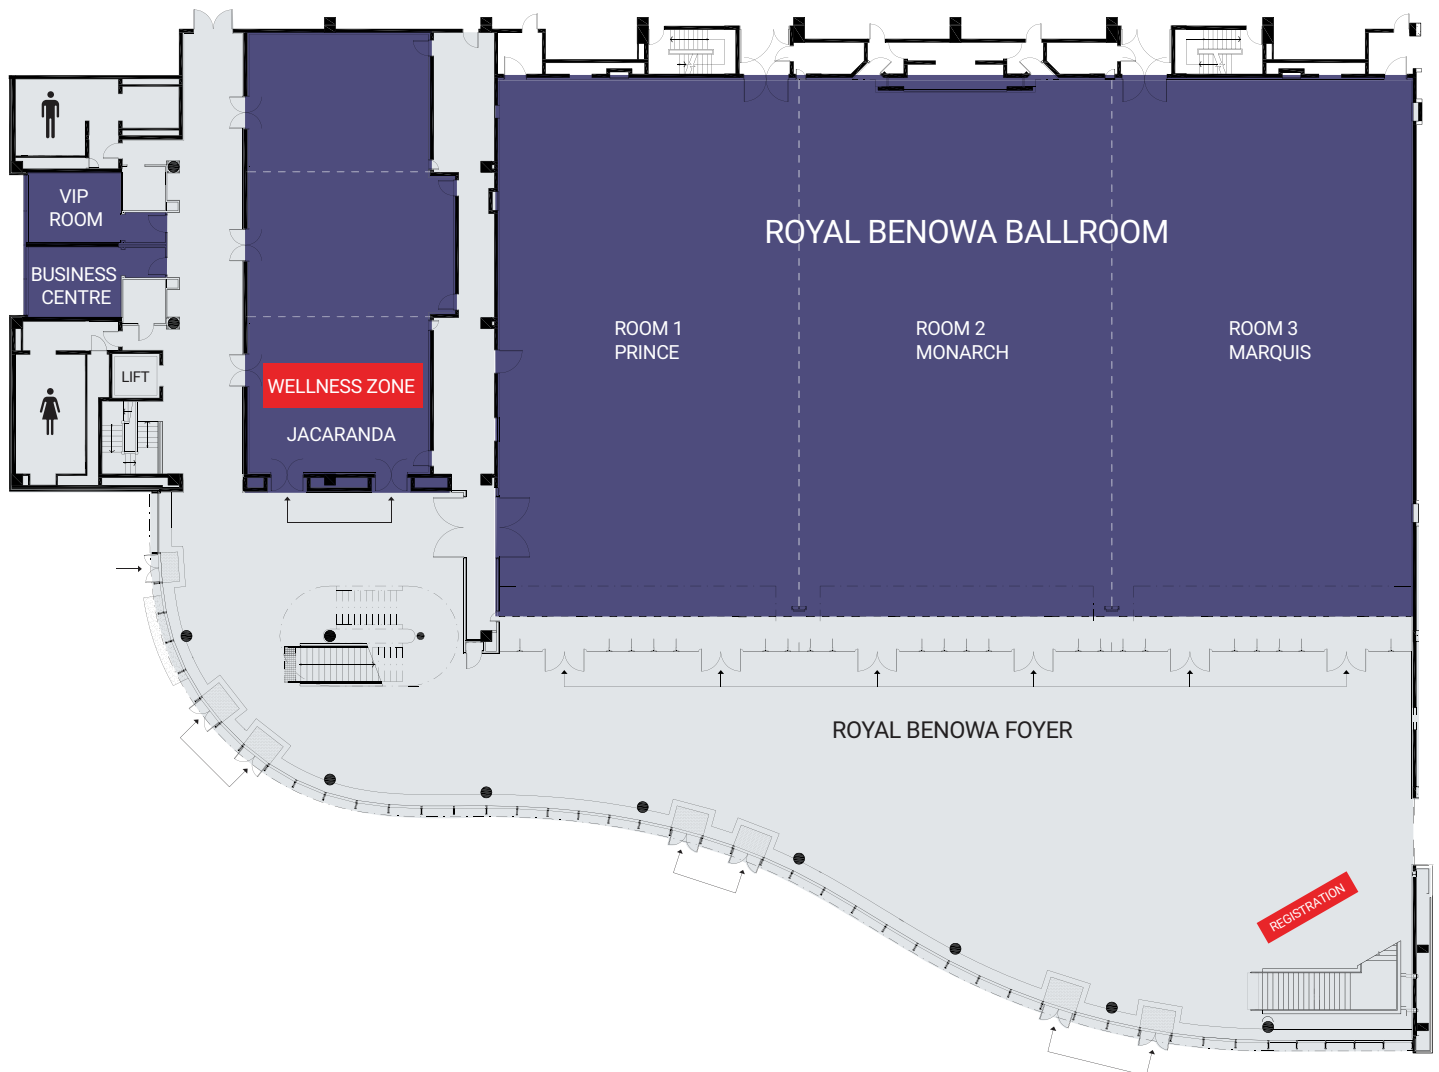 VIP
ROOM
BUSINESS
CENTRE
LIFT
WELLNESS ZONE
JACARANDA
ROYAL BENOWA BALLROOM
ROOM 1
PRINCE
ROOM 2
MONARCH
ROOM 3
MARQUIS
ROYAL BENOWA FOYER
REGISTRATION